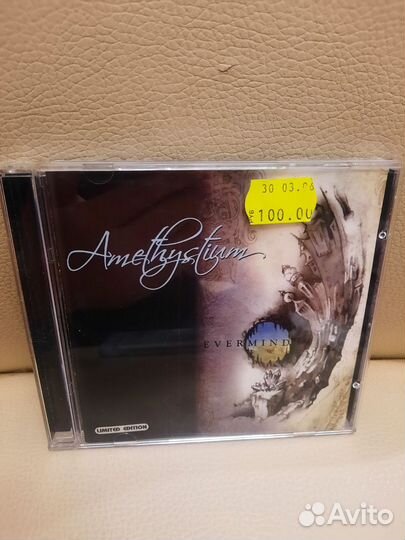 30 03.06
100.00
Amethystium
EVERMIND
LIMITED EDITION
Avito